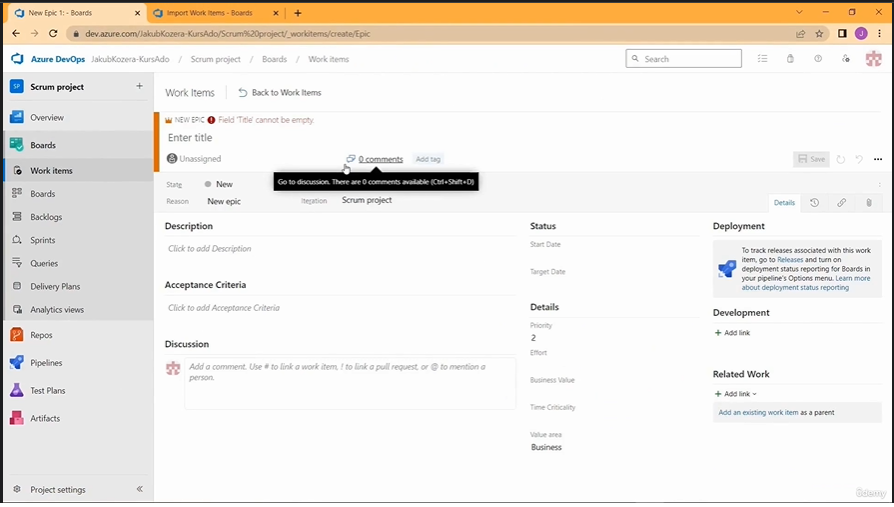 New Epic 1: - Boards
Import Work Items - Boards
dev.azure.com/JakubKozera-KursAdo/Scrum%20project/_workitems/create/Epic
J
Azure DevOps JakubKozera-KursAdo / Scrum project / Boards / Work items
Search
SP Scrum project
Overview
Boards
Work items
Boards
Backlogs
Sprints
Queries
Delivery Plans
Analytics views
Repos
Pipelines
Test Plans
Artifacts
Project settings
Work Items
Back to Work Items
NEW EPIC Field 'Title' cannot be empty.
Enter title
Unassigned
0 comments
Add tag
Save
Go to discussion. There are 0 comments available (Ctrl+Shift+D)
State New
Reason New epic
Iteration Scrum project
Details
Description
Click to add Description
Acceptance Criteria
Click to add Acceptance Criteria
Discussion
Add a comment. Use # to link a work item, ! to link a pull request, or @ to mention a
person.
Status
Start Date
Target Date
Details
Priority
2
Effort
Business Value
Time Criticality
Value area
Business
Deployment
To track releases associated with this work
item, go to Releases and turn on
deployment status reporting for Boards in
your pipeline's Options menu. Learn more
about deployment status reporting
Development
+ Add link
Related Work
+ Add link
Add an existing work item as a parent
Udemy